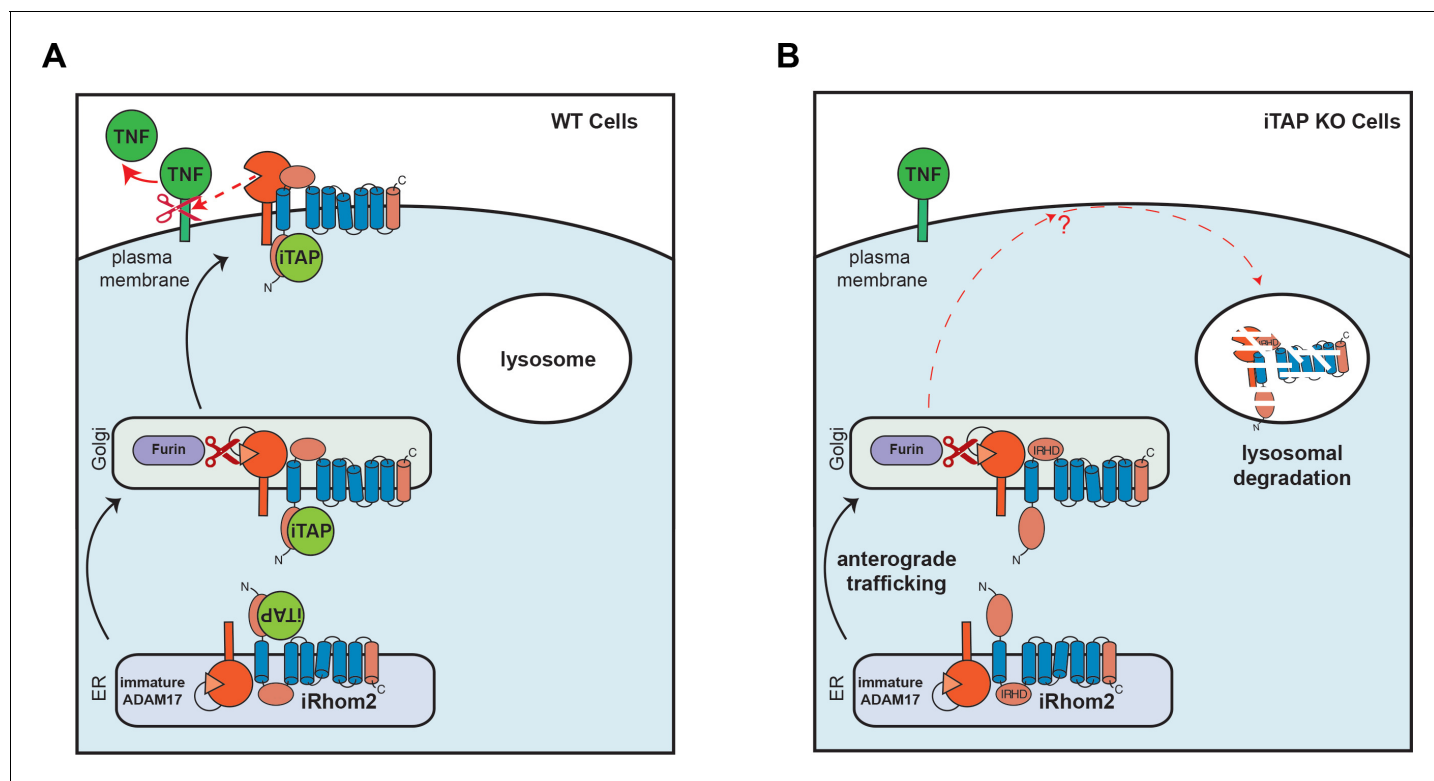 A
WT Cells
TNF
TNF
C
iTAP
N
plasma
membrane
lysosome
Golgi
Furin
C
iTAP
N
N
iTAP
ER
immature
ADAM17
iRhom2
C
B
iTAP KO Cells
TNF
?
plasma
membrane
IRHD
C
N
lysosomal
degradation
Golgi
Furin
IRHD
C
N
anterograde
trafficking
N
ER
immature
ADAM17
IRHD
iRhom2
C